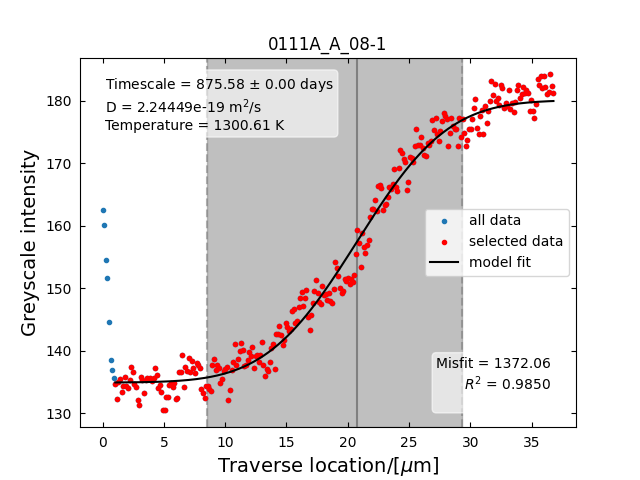 0111A_A_08-1
Timescale = 875.58 ± 0.00 days
D = 2.24449e-19 m²/s
Temperature = 1300.61 K
all data
selected data
model fit
Misfit = 1372.06
R² = 0.9850
Greyscale intensity
180
170
160
150
140
130
0 5 10 15 20 25 30 35
Traverse location/[μm]